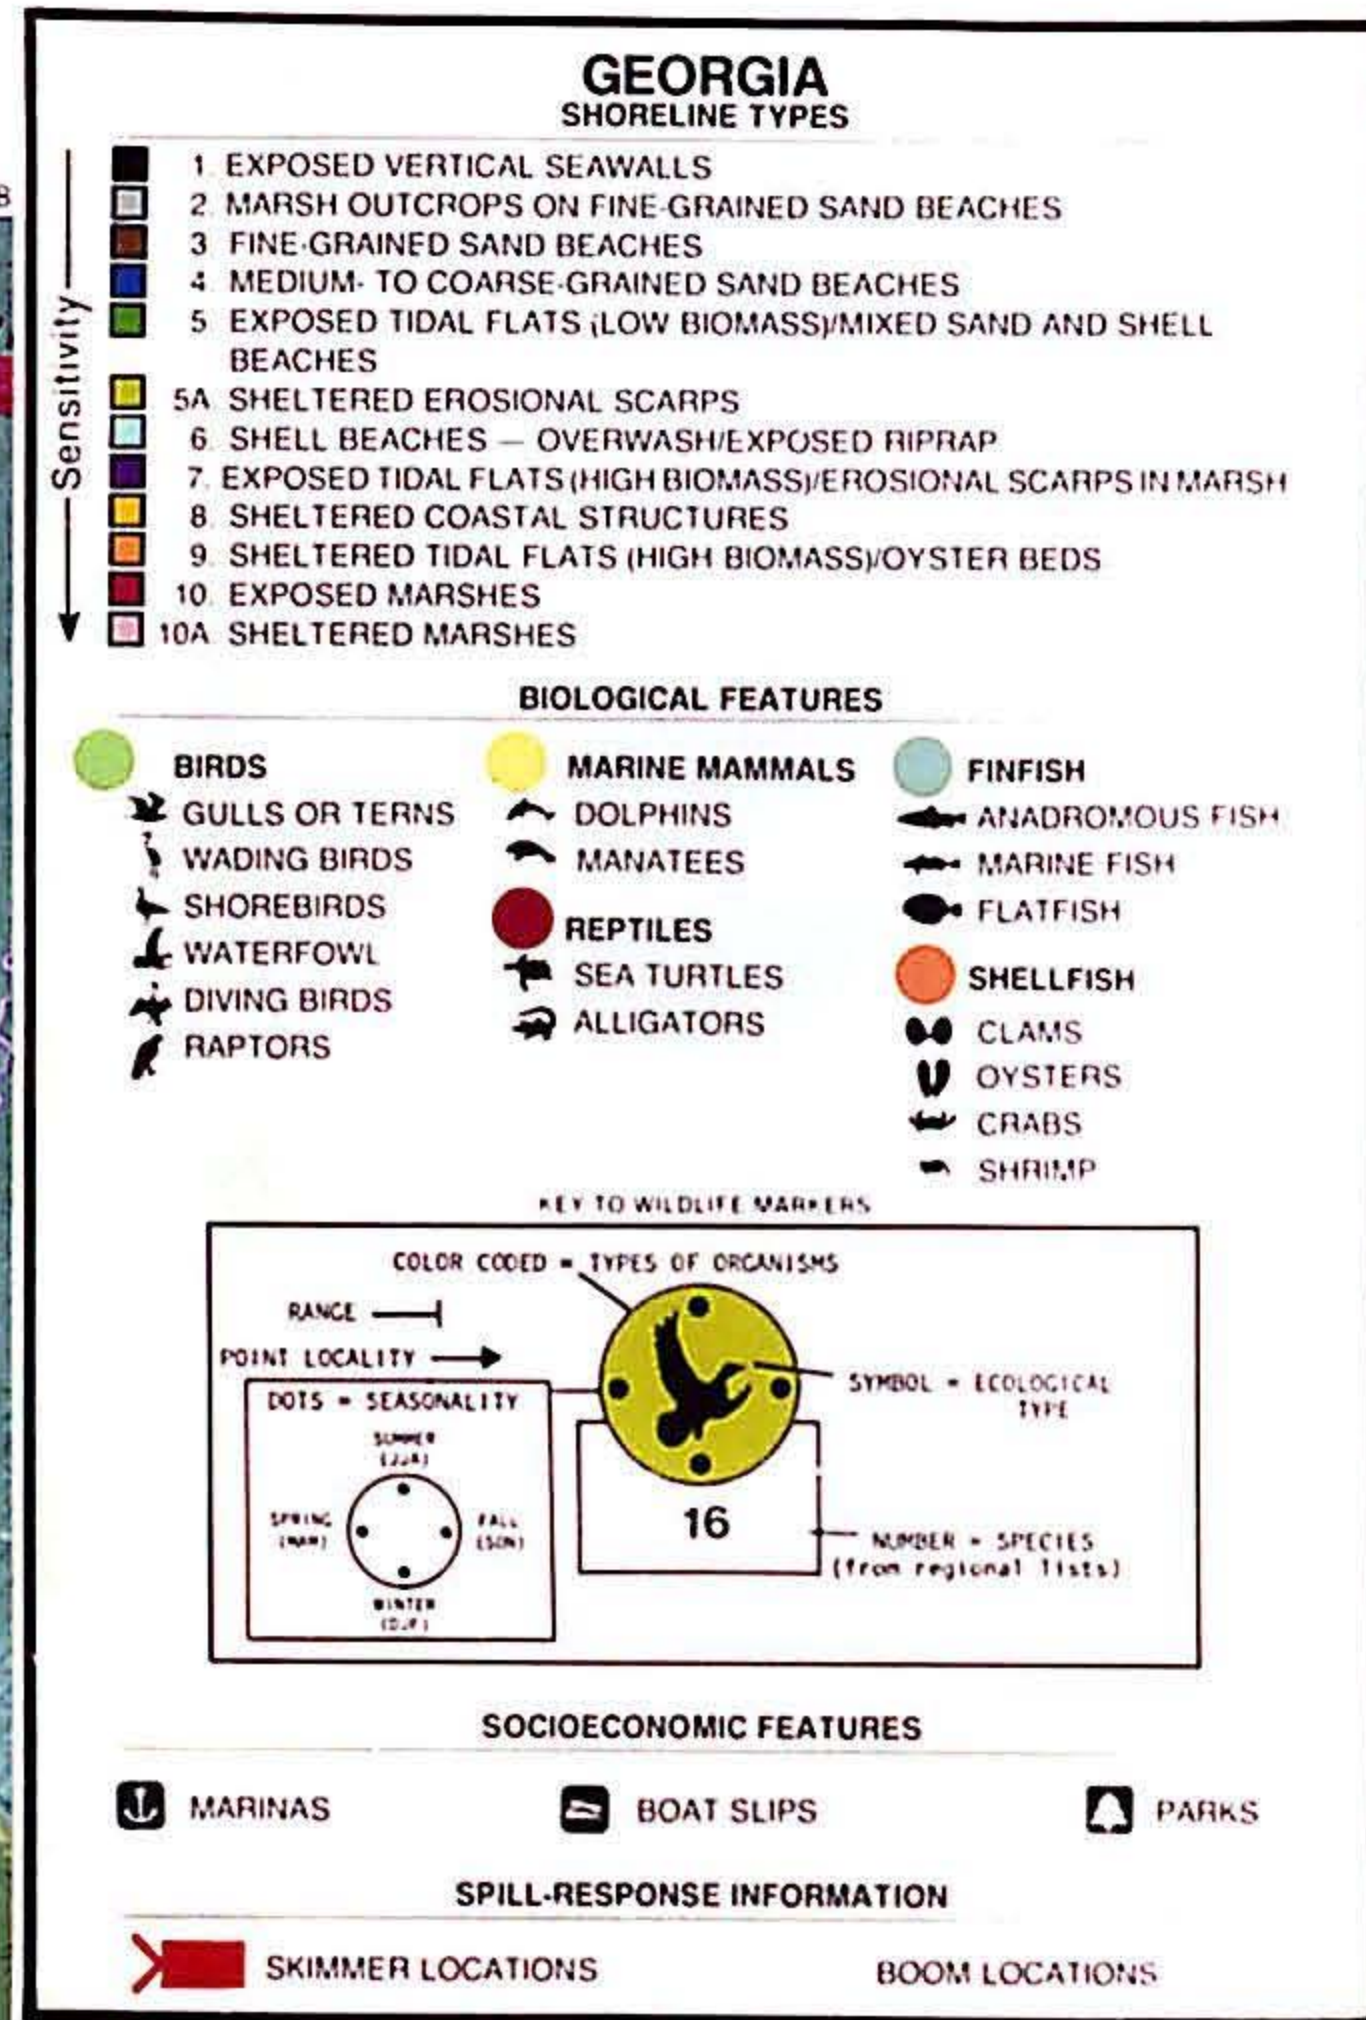 8
GEORGIA
SHORELINE TYPES
Sensitivity
1. EXPOSED VERTICAL SEAWALLS
2. MARSH OUTCROPS ON FINE-GRAINED SAND BEACHES
3. FINE-GRAINED SAND BEACHES
4. MEDIUM- TO COARSE-GRAINED SAND BEACHES
5. EXPOSED TIDAL FLATS (LOW BIOMASS)/MIXED SAND AND SHELL
BEACHES
5A. SHELTERED EROSIONAL SCARPS
6. SHELL BEACHES — OVERWASH/EXPOSED RIPRAP
7. EXPOSED TIDAL FLATS (HIGH BIOMASS)/EROSIONAL SCARPS IN MARSH
8. SHELTERED COASTAL STRUCTURES
9. SHELTERED TIDAL FLATS (HIGH BIOMASS)/OYSTER BEDS
10. EXPOSED MARSHES
10A. SHELTERED MARSHES
BIOLOGICAL FEATURES
BIRDS
GULLS OR TERNS
WADING BIRDS
SHOREBIRDS
WATERFOWL
DIVING BIRDS
RAPTORS
MARINE MAMMALS
DOLPHINS
MANATEES
REPTILES
SEA TURTLES
ALLIGATORS
FINFISH
ANADROMOUS FISH
MARINE FISH
FLATFISH
SHELLFISH
CLAMS
OYSTERS
CRABS
SHRIMP
KEY TO WILDLIFE MARKERS
COLOR CODED = TYPES OF ORGANISMS
RANGE
POINT LOCALITY
DOTS = SEASONALITY
SUMMER
(JJA)
SPRING
(MAM)
FALL
(SON)
WINTER
(DJF)
SYMBOL = ECOLOGICAL
TYPE
16
NUMBER = SPECIES
(from regional lists)
SOCIOECONOMIC FEATURES
MARINAS
BOAT SLIPS
PARKS
SPILL-RESPONSE INFORMATION
SKIMMER LOCATIONS
BOOM LOCATIONS